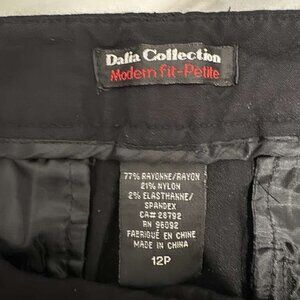 Dalia Collection
Modern fit-Petite
77% RAYONNE/RAYON
21% NYLON
2% ELASTHANNE/
SPANDEX
CA# 28792
RN 96092
FABRIQUÉ EN CHINE
MADE IN CHINA
12P